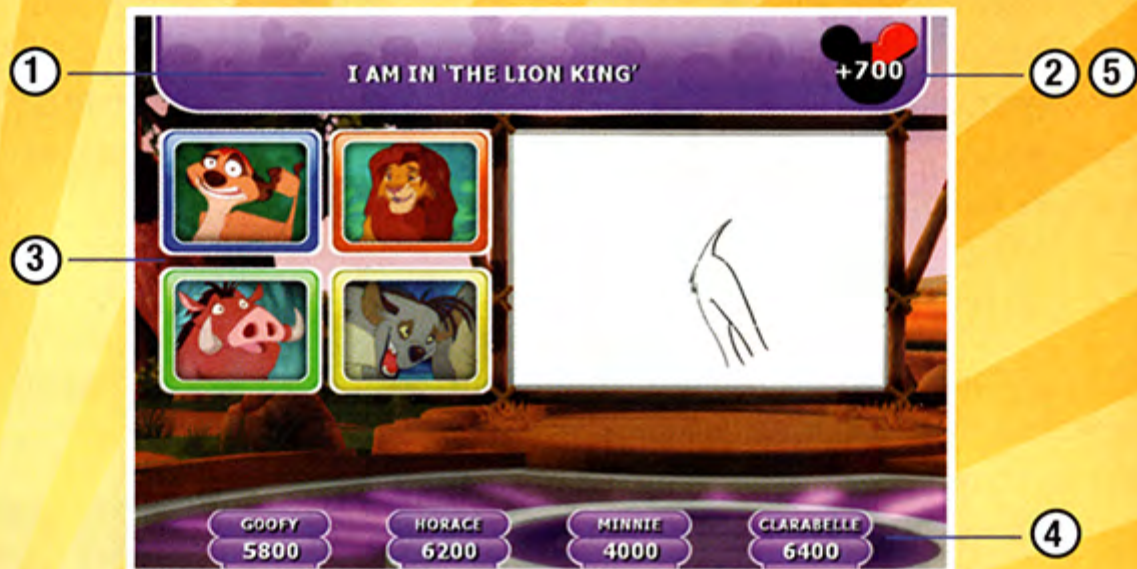 1
I AM IN 'THE LION KING'
+700
2 5
3
GOOFY HORACE MINNIE CLARABELLE
5800 6200 4000 6400
4